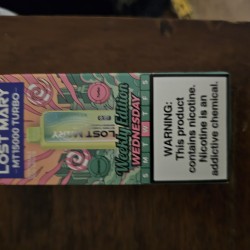 LOST MARY
MT15000 TURBO
LOST MARY
Weekly Edition
WEDNESDAY
S M T W T F
WARNING:
This product
contains nicotine.
Nicotine is an
addictive chemical.